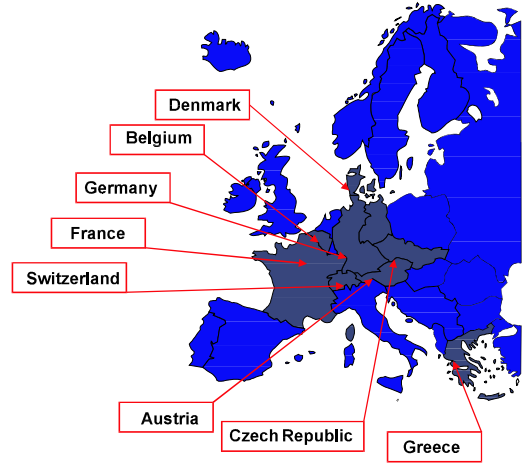 Denmark
Belgium
Germany
France
Switzerland
Austria
Czech Republic
Greece